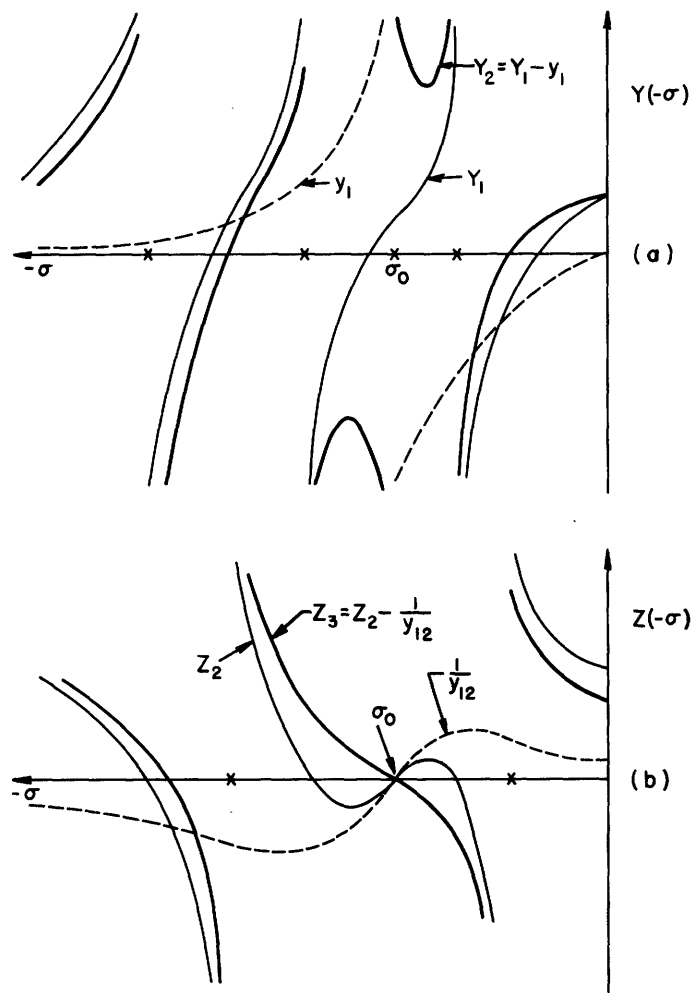 Y₂ = Y₁ - y₁
Y(-σ)
y₁
Y₁
-σ
σ₀
(a)
Z₃ = Z₂ - 1/y₁₂
Z(-σ)
Z₂
1/y₁₂
σ₀
-σ
(b)